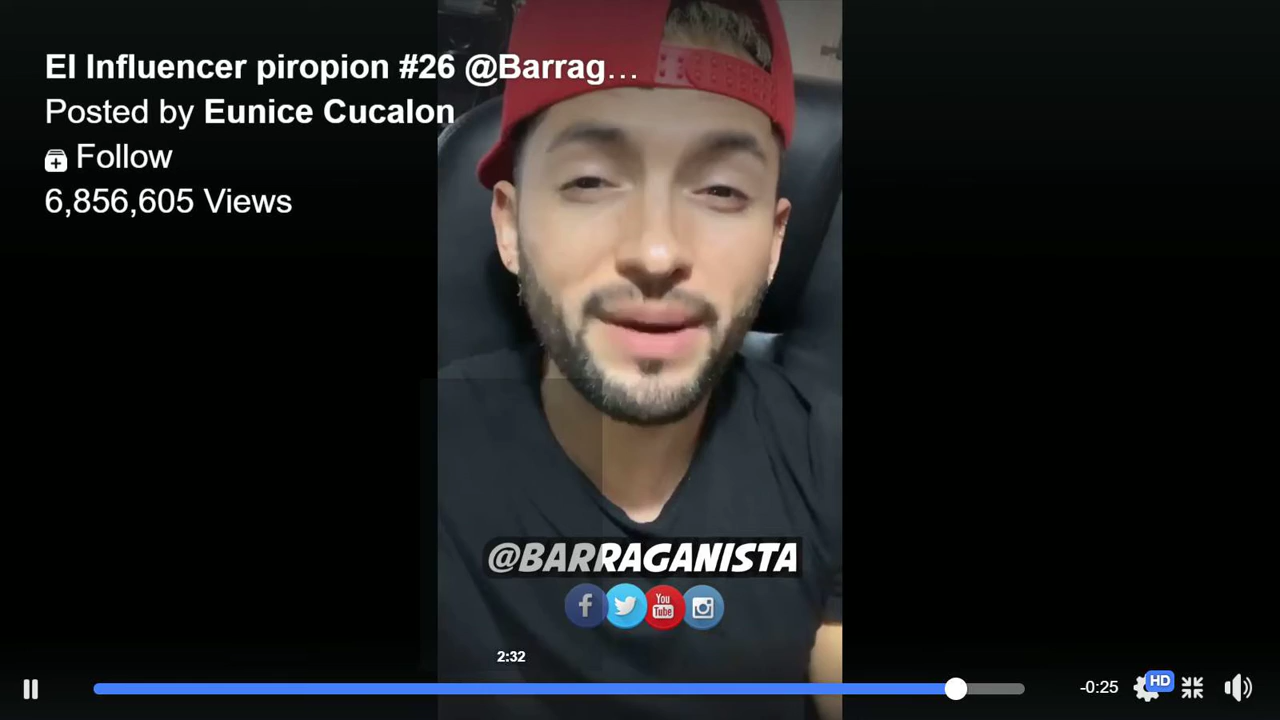 El Influencer piropion #26 @Barrag...
Posted by Eunice Cucalon
Follow
6,856,605 Views
@BARRAGANISTA
f You Tube
2:32
-0:25 HD